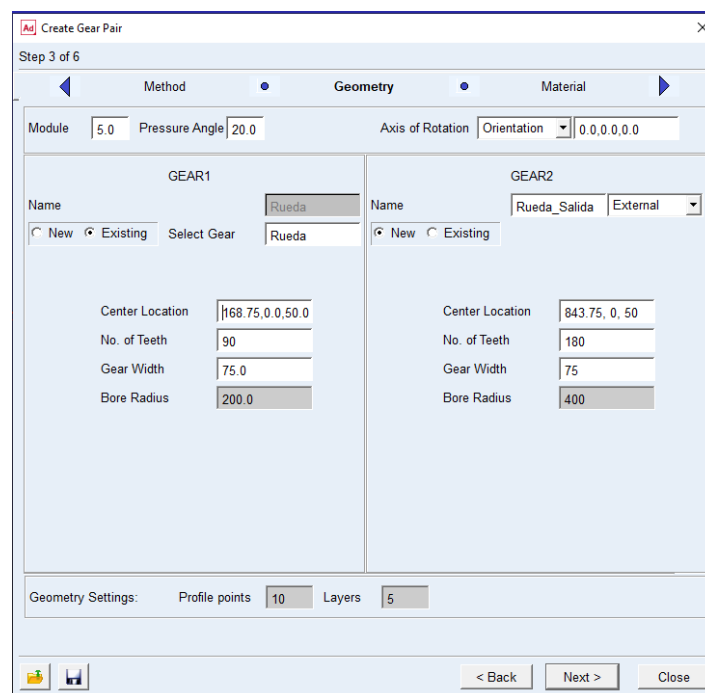 Ad Create Gear Pair ×
Step 3 of 6
Method Geometry Material
Module 5.0 Pressure Angle 20.0 Axis of Rotation Orientation 0.0,0.0,0.0
GEAR1 GEAR2
Name Rueda Name Rueda_Salida External
New Existing Select Gear Rueda New Existing
Center Location 168.75,0.0,50.0 Center Location 843.75, 0, 50
No. of Teeth 90 No. of Teeth 180
Gear Width 75.0 Gear Width 75
Bore Radius 200.0 Bore Radius 400
Geometry Settings: Profile points 10 Layers 5
< Back Next > Close